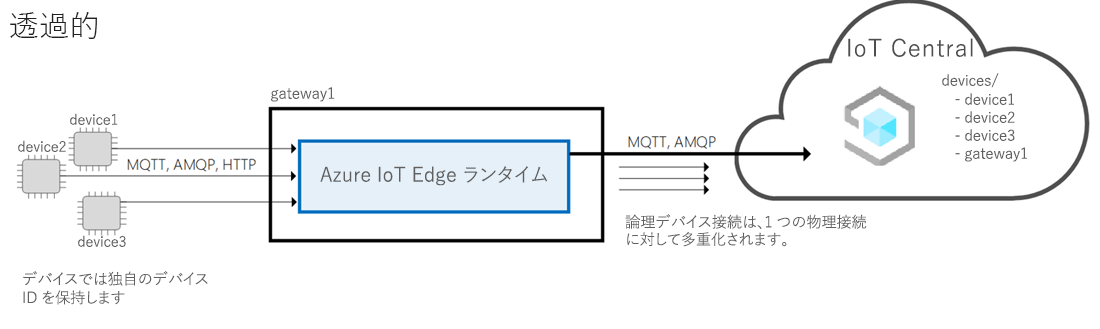 透過的
gateway1
device1
device2
MQTT, AMQP, HTTP
device3
デバイスでは独自のデバイス
ID を保持します
Azure IoT Edge ランタイム
MQTT, AMQP
論理デバイス接続は、1 つの物理接続
に対して多重化されます。
IoT Central
devices/
- device1
- device2
- device3
- gateway1